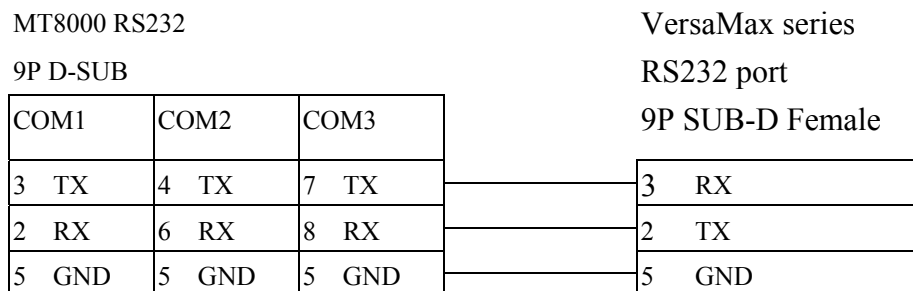 MT8000 RS232
VersaMax series
9P D-SUB
RS232 port
COM1 COM2 COM3
9P SUB-D Female
3 TX 4 TX 7 TX 3 RX
2 RX 6 RX 8 RX 2 TX
5 GND 5 GND 5 GND 5 GND